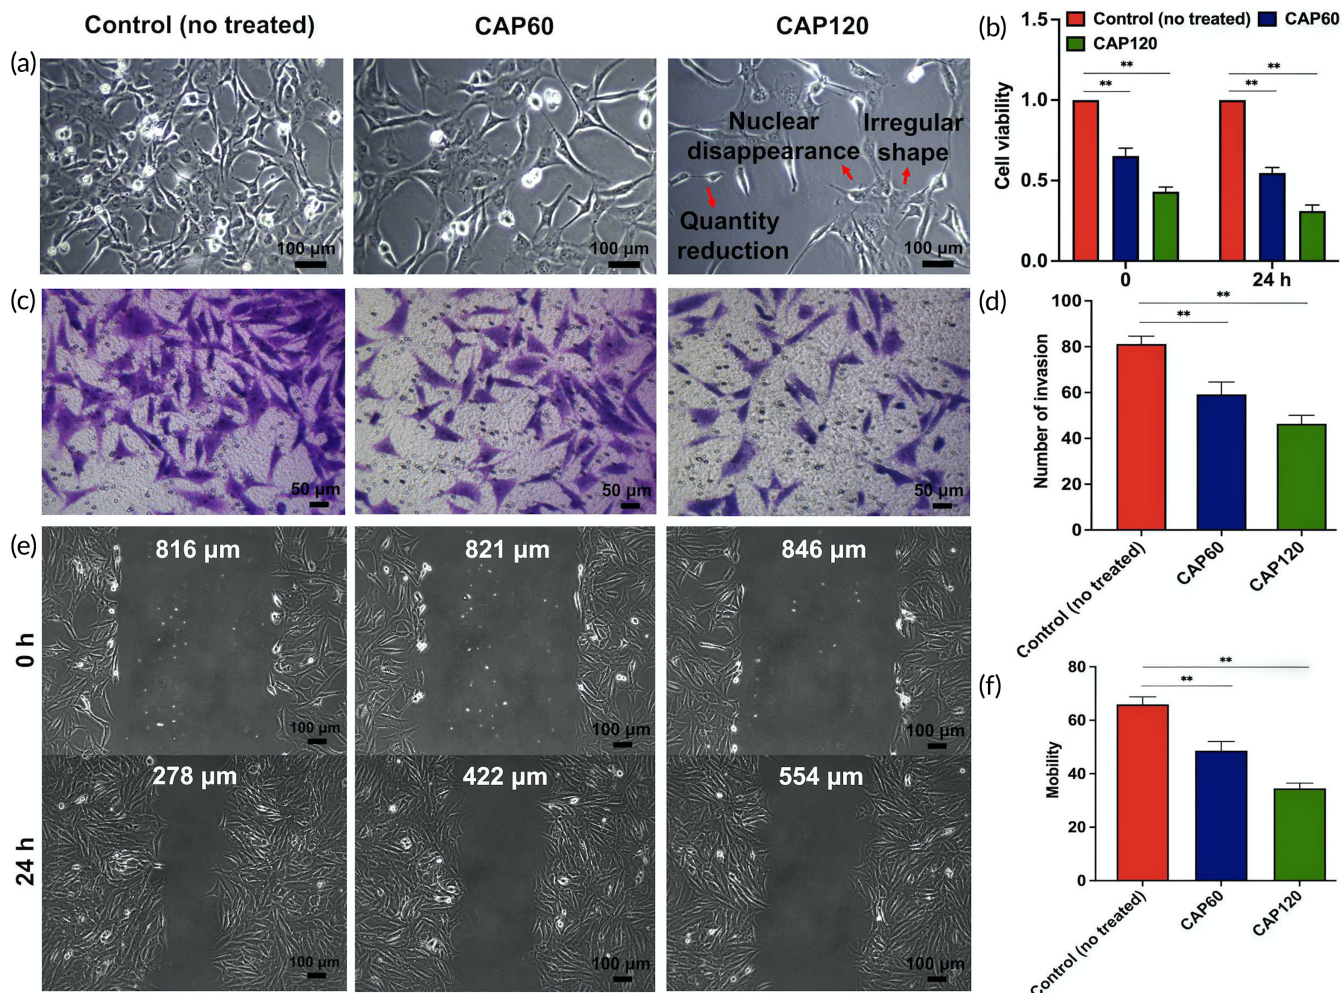 Control (no treated) CAP60 CAP120
(a)
Nuclear
disappearance
Irregular
shape
Quantity
reduction
100 µm 100 µm 100 µm
(b)
Control (no treated) CAP60
CAP120
Cell viability
1.5
1.0
0.5
0.0
** ** ** **
0 24 h
(c)
50 µm 50 µm 50 µm
(d)
Number of invasion
100
80
60
40
20
0
**
**
Control (no treated) CAP60 CAP120
(e)
0 h
816 µm 821 µm 846 µm
100 µm 100 µm 100 µm
24 h
278 µm 422 µm 554 µm
100 µm 100 µm 100 µm
(f)
Mobility
80
60
40
20
0
**
**
Control (no treated) CAP60 CAP120